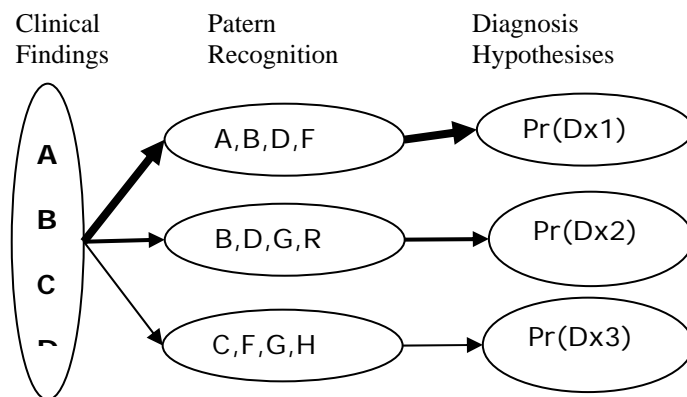 Clinical
Findings
Patern
Recognition
Diagnosis
Hypothesises
A
B
C
A,B,D,F
B,D,G,R
C,F,G,H
Pr(Dx1)
Pr(Dx2)
Pr(Dx3)